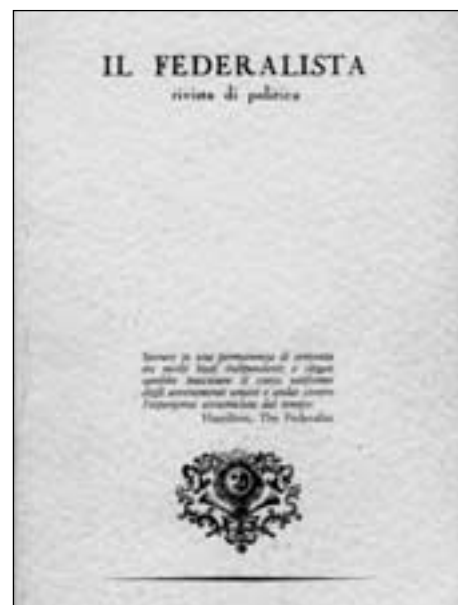 IL FEDERALISTA
rivista di politica
Sperare in una permanenza di armonia
tra molti Stati indipendenti e slegati
sarebbe trascurare il corso uniforme
degli avvenimenti umani e andar contro
l'esperienza accumulata dal tempo
Hamilton, The Federalist